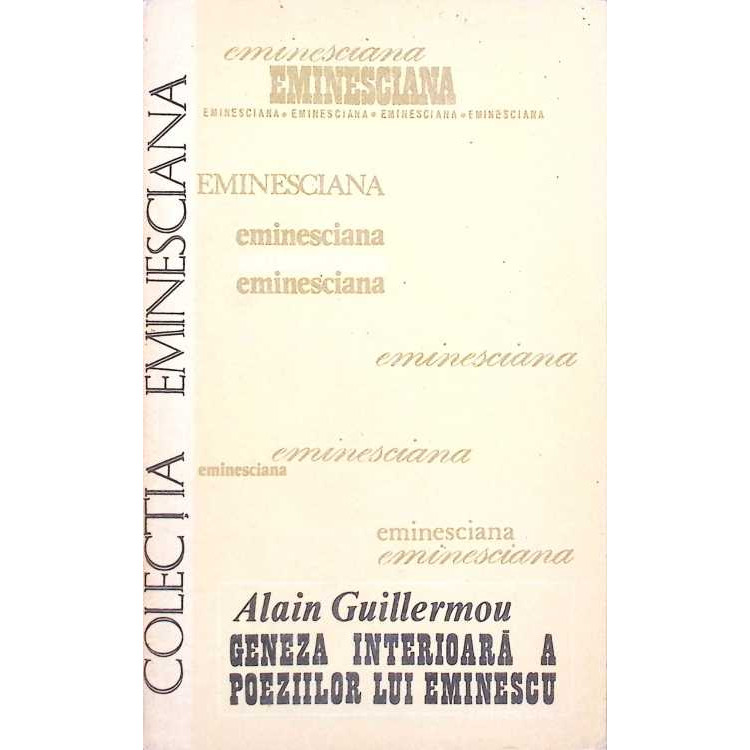 COLECȚIA EMINESCIANA
eminesciana
EMINESCIANA
EMINESCIANA • EMINESCIANA • EMINESCIANA • EMINESCIANA
EMINESCIANA
eminesciana
eminesciana
eminesciana
eminesciana
eminesciana
eminesciana
eminesciana
Alain Guillermou
GENEZA INTERIOARĂ A
POEZIILOR LUI EMINESCU